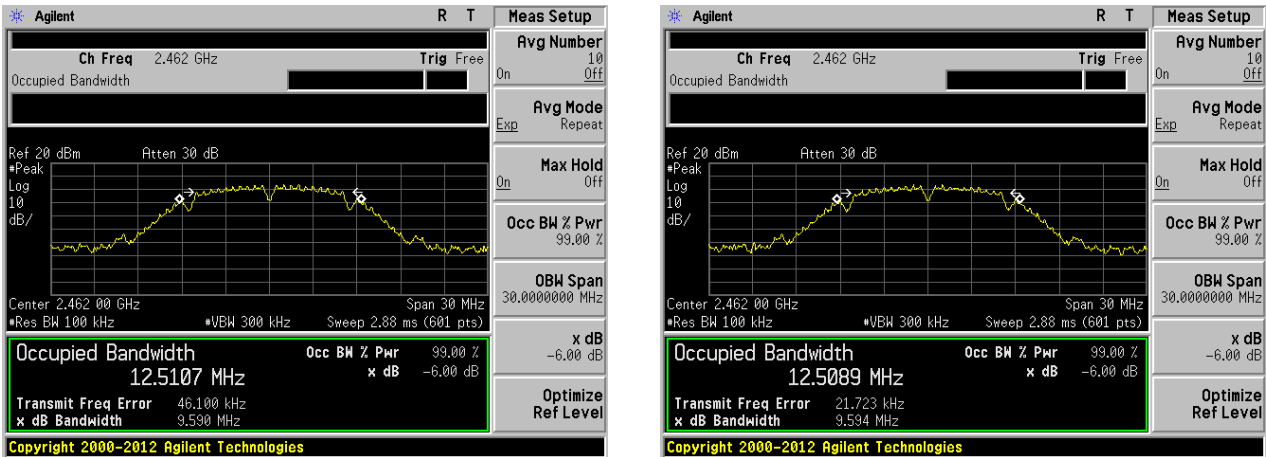 Agilent R T
Ch Freq 2.462 GHz Trig Free
Occupied Bandwidth
Ref 20 dBm Atten 30 dB
#Peak
Log
10
dB/
Center 2.462 00 GHz Span 30 MHz
#Res BW 100 kHz #VBW 300 kHz Sweep 2.88 ms (601 pts)
Occupied Bandwidth Occ BW % Pwr 99.00 %
12.5107 MHz x dB -6.00 dB
Transmit Freq Error 46.100 kHz
x dB Bandwidth 9.590 MHz
Copyright 2000-2012 Agilent Technologies
Meas Setup
Avg Number
10
On Off
Avg Mode
Exp Repeat
Max Hold
On Off
Occ BW % Pwr
99.00 %
OBW Span
30.0000000 MHz
x dB
-6.00 dB
Optimize
Ref Level
Agilent R T
Ch Freq 2.462 GHz Trig Free
Occupied Bandwidth
Ref 20 dBm Atten 30 dB
#Peak
Log
10
dB/
Center 2.462 00 GHz Span 30 MHz
#Res BW 100 kHz #VBW 300 kHz Sweep 2.88 ms (601 pts)
Occupied Bandwidth Occ BW % Pwr 99.00 %
12.5089 MHz x dB -6.00 dB
Transmit Freq Error 21.723 kHz
x dB Bandwidth 9.594 MHz
Copyright 2000-2012 Agilent Technologies
Meas Setup
Avg Number
10
On Off
Avg Mode
Exp Repeat
Max Hold
On Off
Occ BW % Pwr
99.00 %
OBW Span
30.0000000 MHz
x dB
-6.00 dB
Optimize
Ref Level